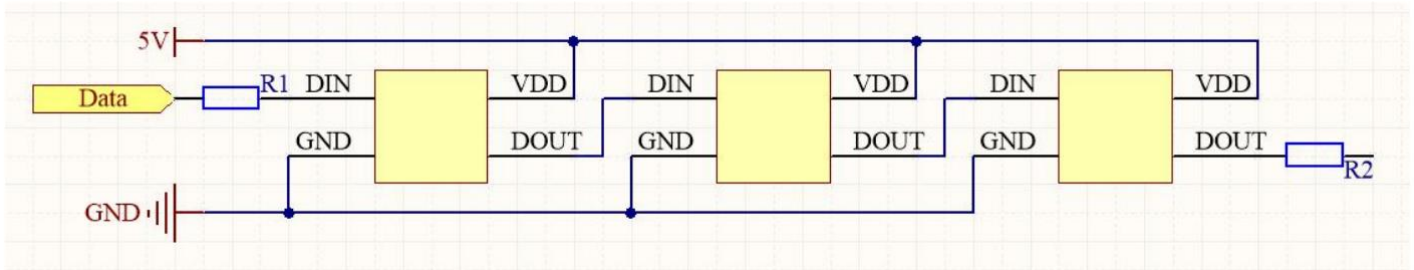 5V
Data R1 DIN VDD DIN VDD DIN VDD
GND DOUT GND DOUT GND DOUT R2
GND